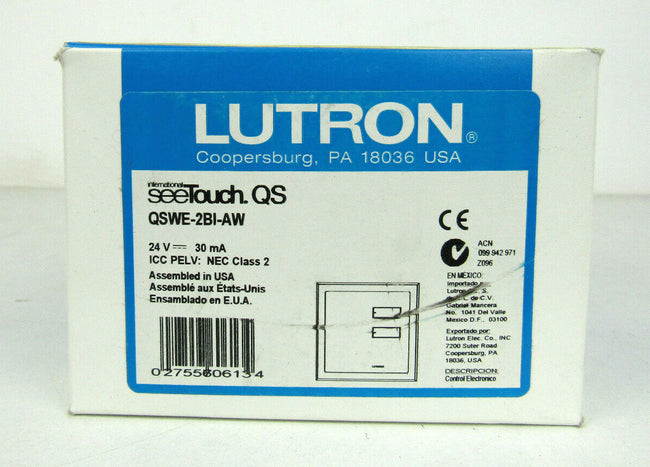 LUTRON®
Coopersburg, PA 18036 USA
international
seeTouch. QS
QSWE-2BI-AW
24 V 30 mA
ICC PELV: NEC Class 2
Assembled in USA
Assemblé aux États-Unis
Ensamblado en E.U.A.
CE
ACN
099 942 971
Z096
EN MEXICO:
Importado
Lutron
de C.V.
Gabriel Mancera
No. 1041 Del Valle
Mexico D.F., 03100
Exportado por:
Lutron Elec. Co., INC
7200 Suter Road
Coopersburg, PA
18036, USA
DESCRIPCION:
Control Electronico
LUTRON